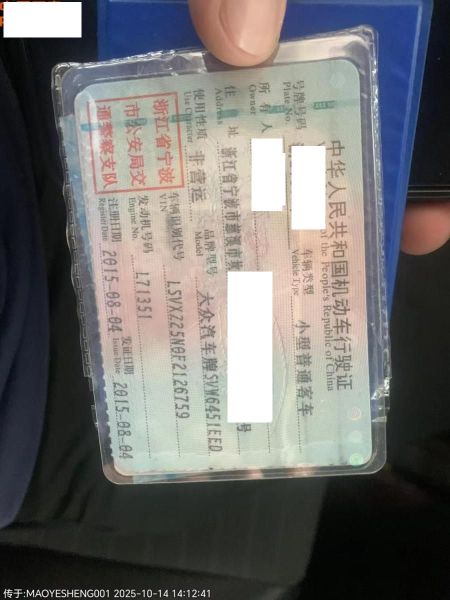 中华人民共和国机动车行驶证
of the People's Republic of China
号牌号码
Plate No.
车辆类型 小型普通客车
Vehicle Type
所有人
Owner
住址 浙江省宁波市慈溪市
Address
号
使用性质 非营运
Use Character
品牌型号 大众汽车牌SVW6451EED
Model
浙江省宁波
市公安局交
通警察支队
车辆识别代号 LSVXZ25N0F2126759
VIN
发动机号码 L71351
Engine No.
注册日期 2015-08-04
Register Date
发证日期 2015-08-04
Issue Date
传于:MAOYESHENG001 2025-10-14 14:12:41